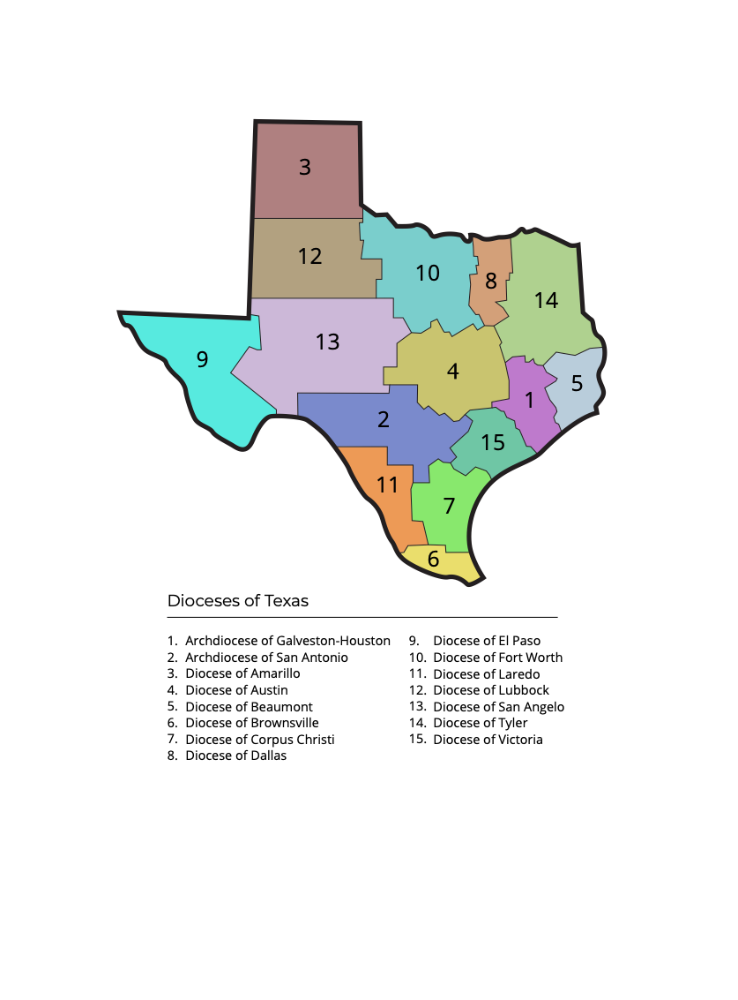 3
12
10
8
14
13
9
4
5
1
2
15
11
7
6
Dioceses of Texas
1. Archdiocese of Galveston-Houston
2. Archdiocese of San Antonio
3. Diocese of Amarillo
4. Diocese of Austin
5. Diocese of Beaumont
6. Diocese of Brownsville
7. Diocese of Corpus Christi
8. Diocese of Dallas
9. Diocese of El Paso
10. Diocese of Fort Worth
11. Diocese of Laredo
12. Diocese of Lubbock
13. Diocese of San Angelo
14. Diocese of Tyler
15. Diocese of Victoria